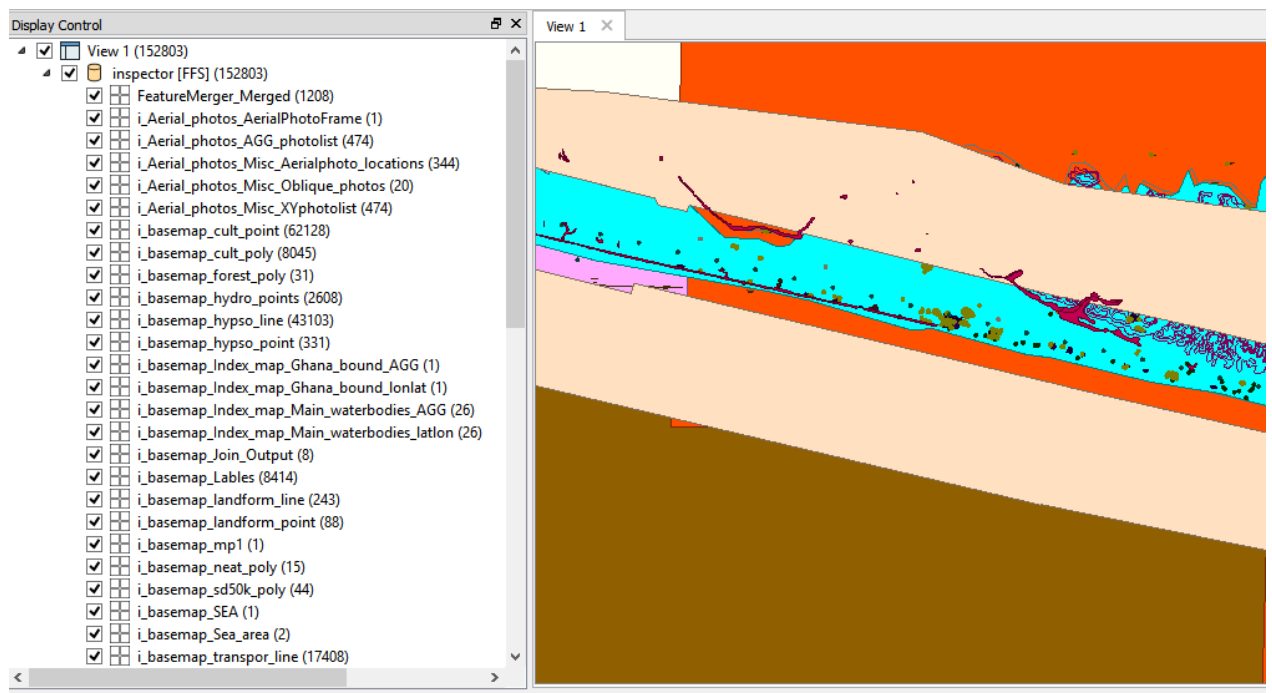 Display Control
View 1
View 1 (152803)
inspector [FFS] (152803)
FeatureMerger_Merged (1208)
i_Aerial_photos_AerialPhotoFrame (1)
i_Aerial_photos_AGG_photolist (474)
i_Aerial_photos_Misc_Aerialphoto_locations (344)
i_Aerial_photos_Misc_Oblique_photos (20)
i_Aerial_photos_Misc_XYphotolist (474)
i_basemap_cult_point (62128)
i_basemap_cult_poly (8045)
i_basemap_forest_poly (31)
i_basemap_hydro_points (2608)
i_basemap_hypso_line (43103)
i_basemap_hypso_point (331)
i_basemap_Index_map_Ghana_bound_AGG (1)
i_basemap_Index_map_Ghana_bound_lonlat (1)
i_basemap_Index_map_Main_waterbodies_AGG (26)
i_basemap_Index_map_Main_waterbodies_latlon (26)
i_basemap_Join_Output (8)
i_basemap_Lables (8414)
i_basemap_landform_line (243)
i_basemap_landform_point (88)
i_basemap_mp1 (1)
i_basemap_neat_poly (15)
i_basemap_sd50k_poly (44)
i_basemap_SEA (1)
i_basemap_Sea_area (2)
i_basemap_transpor_line (17408)